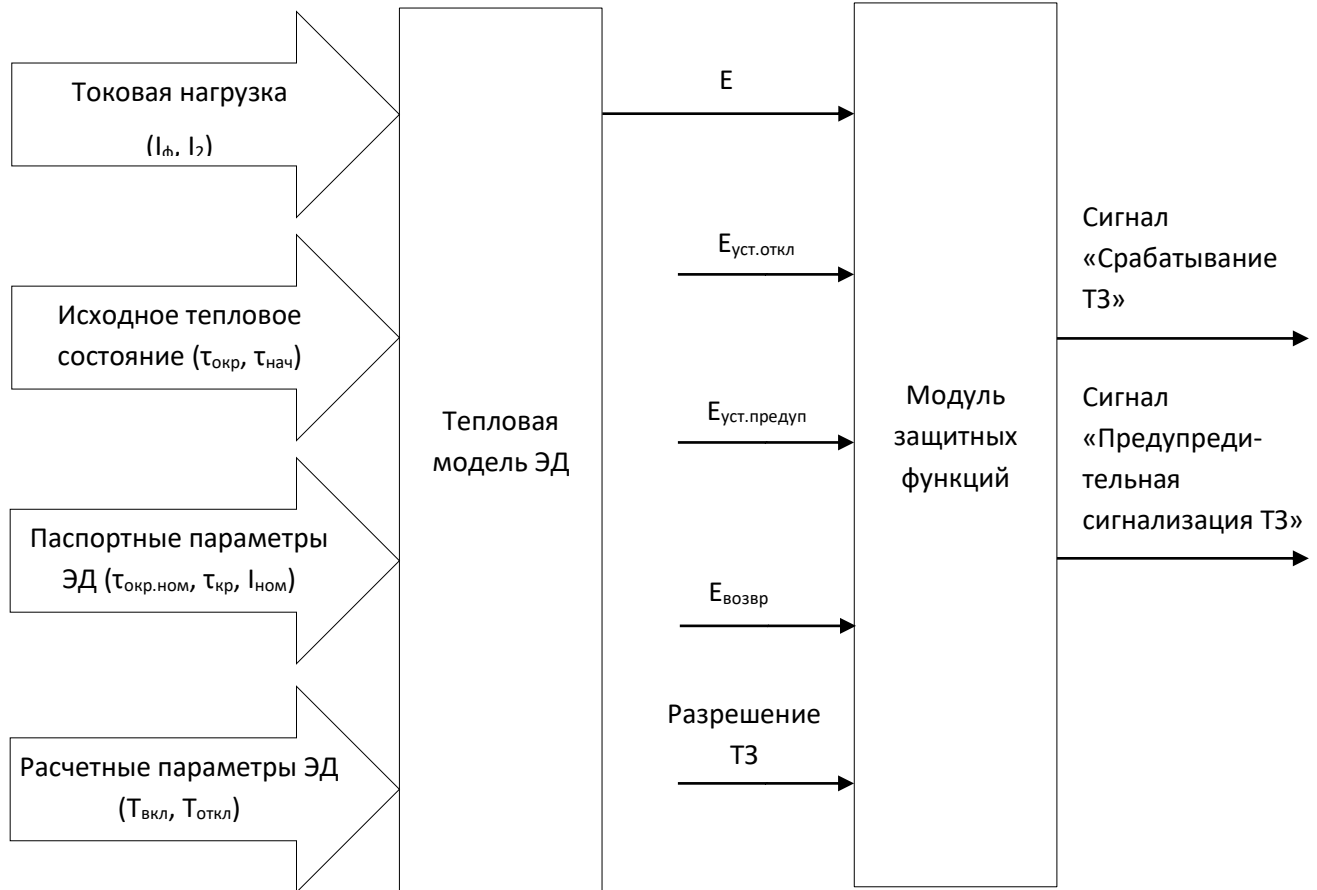 Токовая нагрузка
(Iф, I2)
Исходное тепловое
состояние (τокр, τнач)
Паспортные параметры
ЭД (τокр.ном, τкр, Iном)
Расчетные параметры ЭД
(Tвкл, Tоткл)
Тепловая
модель ЭД
E
Eуст.откл
Eуст.предуп
Eвозвр
Разрешение
ТЗ
Модуль
защитных
функций
Сигнал
«Срабатывание
ТЗ»
Сигнал
«Предупреди-
тельная
сигнализация ТЗ»